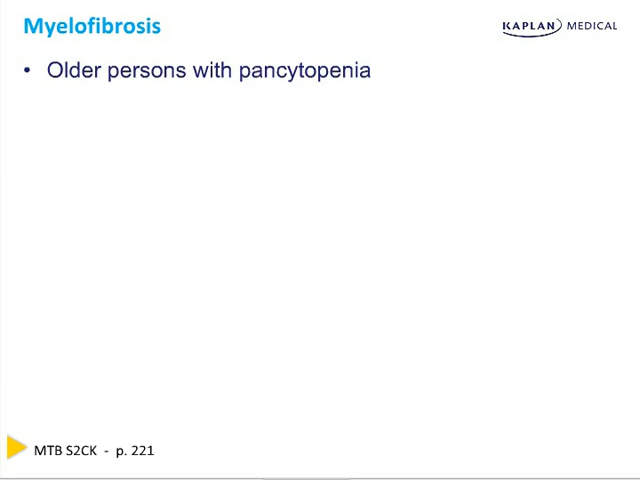 Myelofibrosis
KAPLAN MEDICAL
• Older persons with pancytopenia
MTB S2CK - p. 221